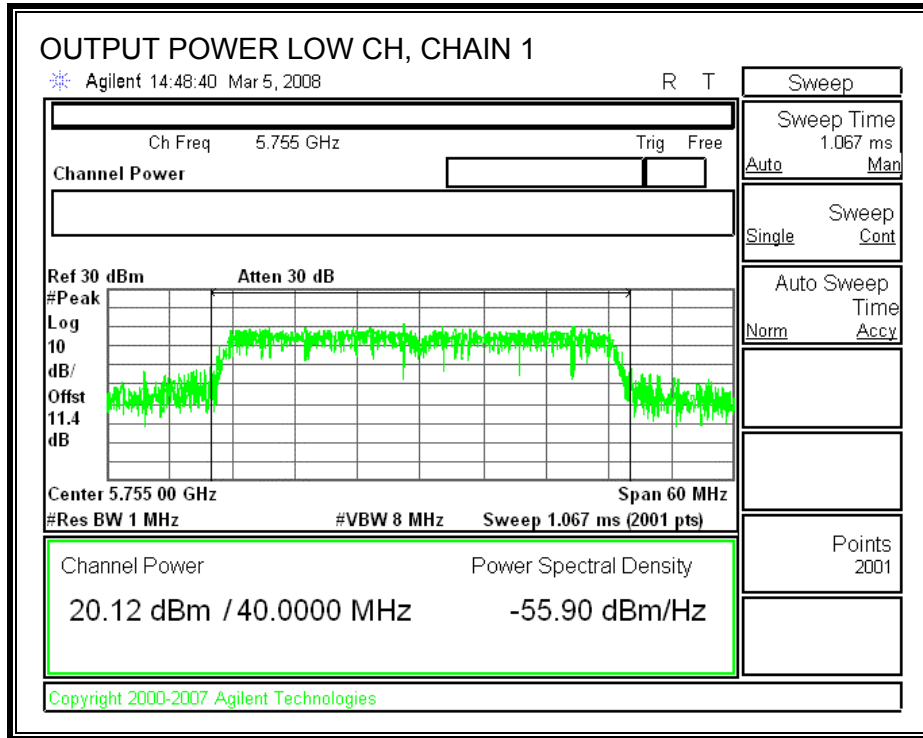 OUTPUT POWER LOW CH, CHAIN 1
Agilent 14:48:40 Mar 5, 2008 R T
Ch Freq 5.755 GHz Trig Free
Channel Power
Ref 30 dBm Atten 30 dB
#Peak
Log
10
dB/
Offst
11.4
dB
Center 5.755 00 GHz Span 60 MHz
#Res BW 1 MHz #VBW 8 MHz Sweep 1.067 ms (2001 pts)
Channel Power Power Spectral Density
20.12 dBm / 40.0000 MHz -55.90 dBm/Hz
Copyright 2000-2007 Agilent Technologies
Sweep
Sweep Time
1.067 ms
Auto Man
Sweep
Single Cont
Auto Sweep
Time
Norm Accy
Points
2001